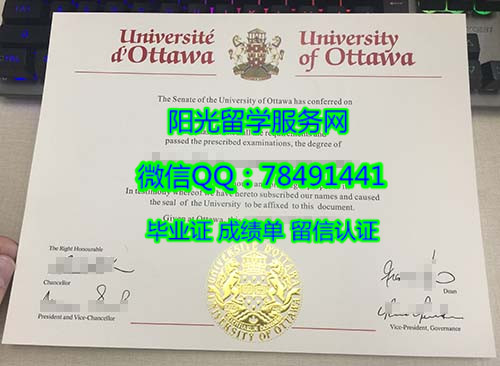 Université
d'Ottawa
University
of Ottawa
The Senate of the University of Ottawa has conferred on
阳光留学服务网
requirements and
passed the prescribed examinations, the degree of
微信QQ：78491441
In testimony whereof we have hereto subscribed our names and caused
the seal of the University to be affixed to this document.
毕业证 成绩单 留信认证
Given at Ottawa, the
The Right Honourable
Chancellor
Dean
President and Vice-Chancellor
Vice-President, Governance
UNIVERSITY OF OTTAWA